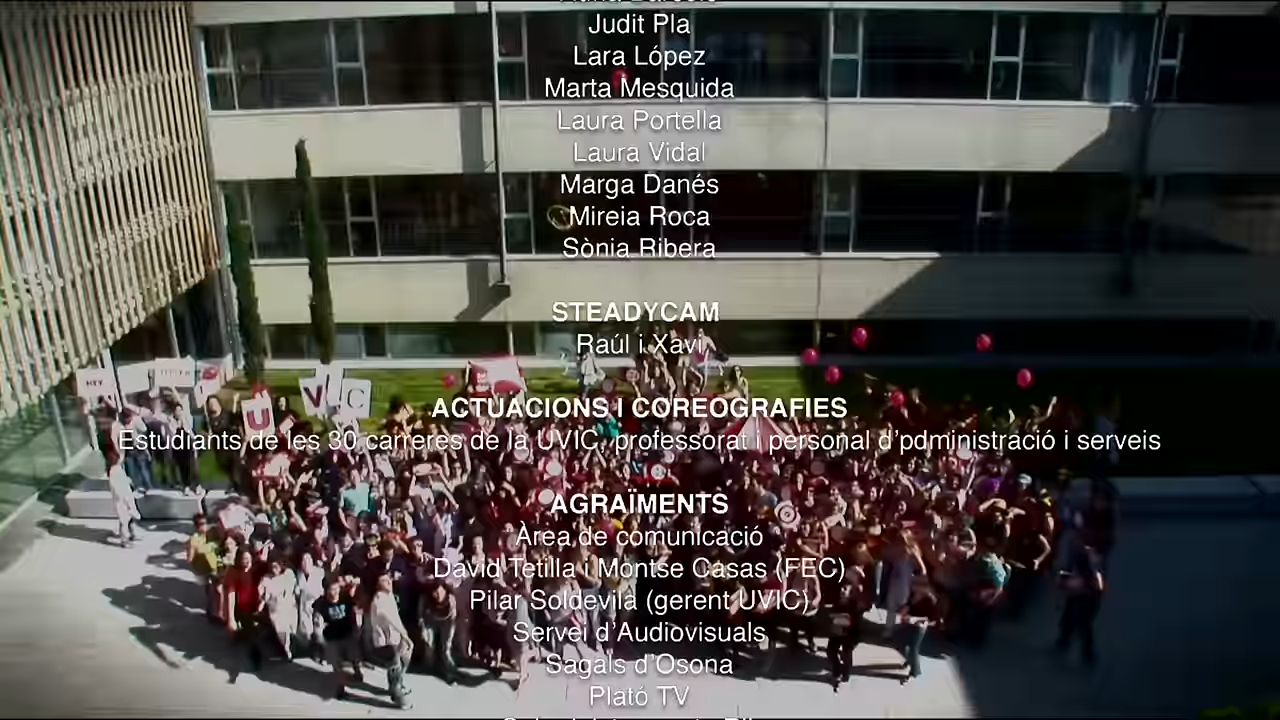 Judit Pla
Lara López
Marta Mesquida
Laura Portella
Laura Vidal
Marga Danés
Mireia Roca
Sònia Ribera
STEADYCAM
Raúl i Xavi
ACTUACIONS I COREOGRAFIES
Estudiants de les 30 carreres de la UVIC, professorat i personal d'pdministració i serveis
U V I C
AGRAÏMENTS
Àrea de comunicació
David Tetilla i Montse Casas (FEC)
Pilar Soldevila (gerent UVIC)
Servei d'Audiovisuals
Sagals d'Osona
Plató TV